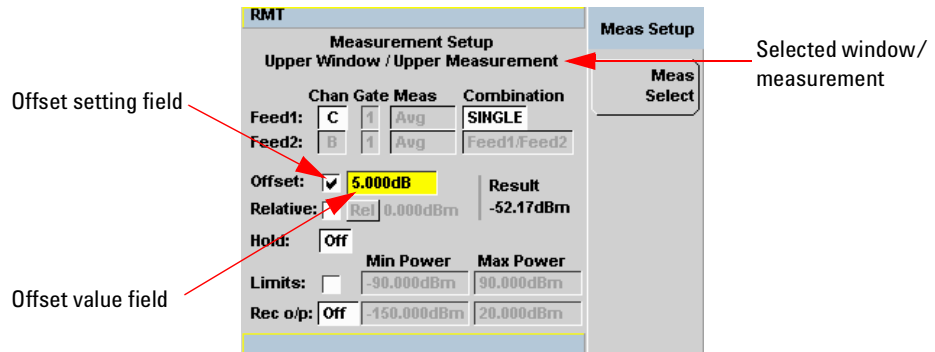 RMT
Meas Setup
Measurement Setup
Upper Window / Upper Measurement
Selected window/
measurement
Meas
Select
Offset setting field
Chan Gate Meas Combination
Feed1: C 1 Avg SINGLE
Feed2: B 1 Avg Feed1/Feed2
Offset: 5.000dB Result
Relative: Rel 0.000dBm -52.17dBm
Hold: Off
Min Power Max Power
Limits: -90.000dBm 90.000dBm
Offset value field
Rec o/p: Off -150.000dBm 20.000dBm